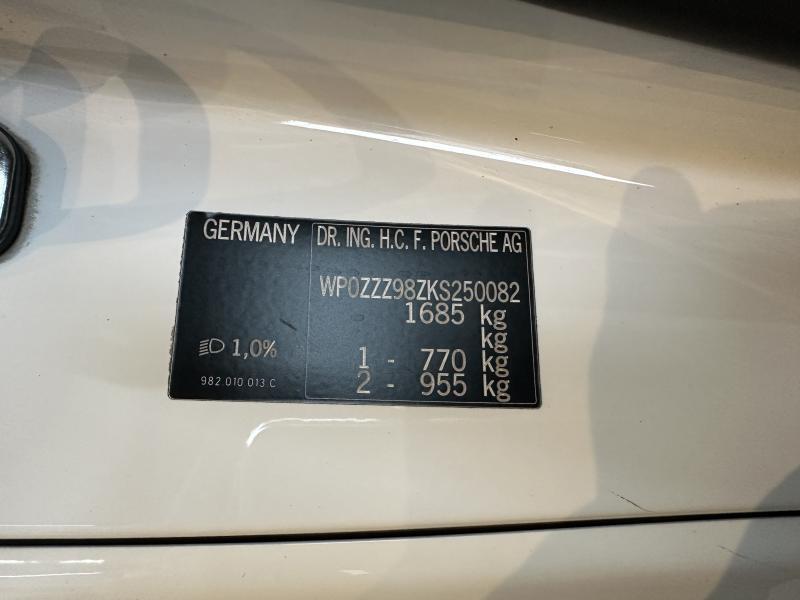 GERMANY
DR. ING. H.C. F. PORSCHE AG
WP0ZZZ98ZKS250082
1685 kg
kg
1 - 770 kg
2 - 955 kg
1,0%
982 010 013 C